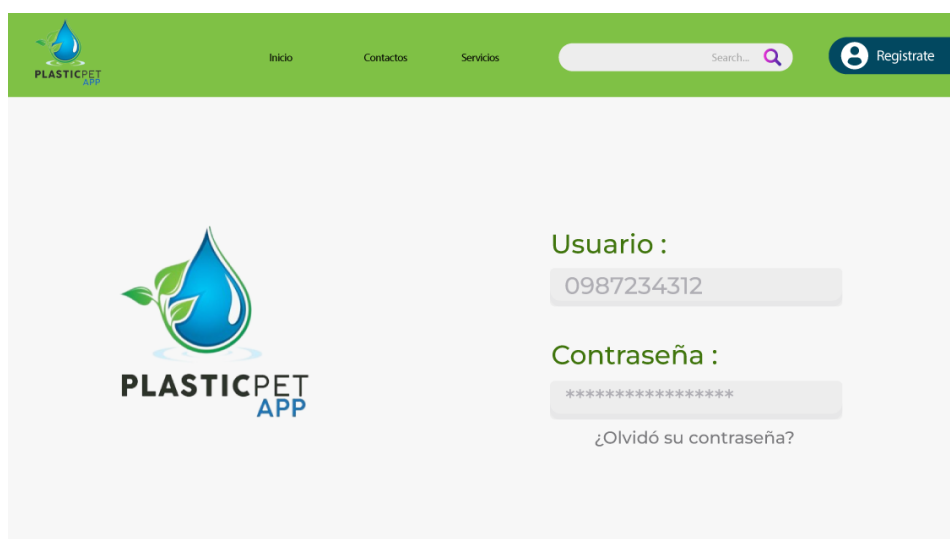 PLASTICPET
APP
Inicio
Contactos
Servicios
Search...
Registrate
PLASTICPET
APP
Usuario :
0987234312
Contraseña :
*****************
¿Olvidó su contraseña?